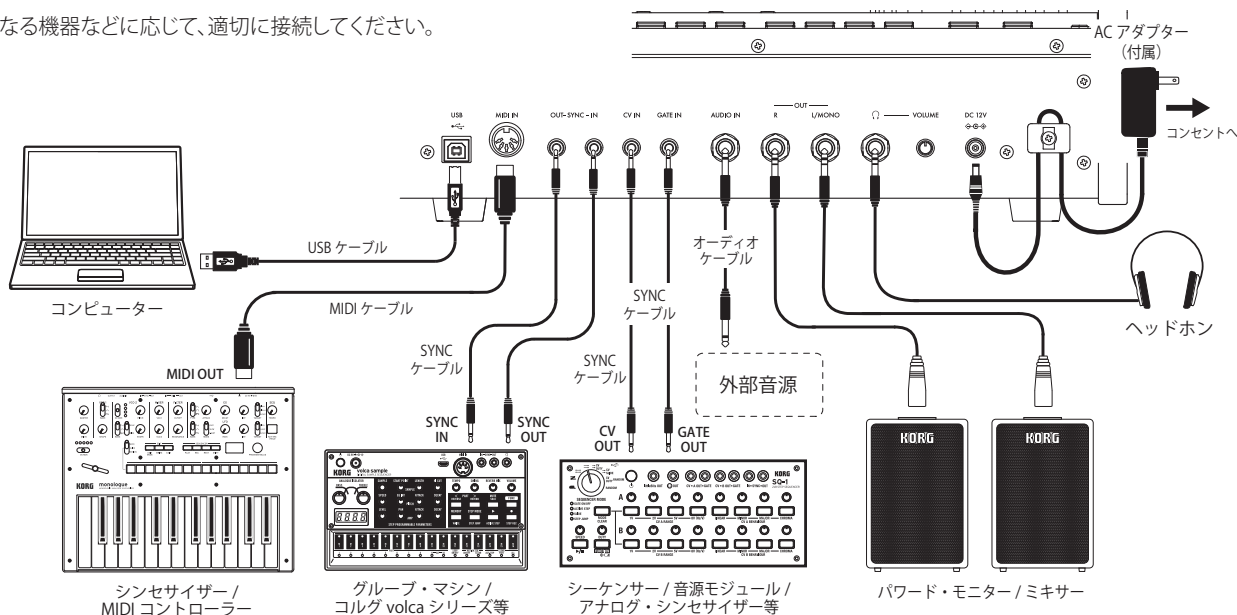 なる機器などに応じて、適切に接続してください。
AC アダプター
（付属）
コンセントへ
USB
MIDI IN
OUT–SYNC–IN
CV IN
GATE IN
AUDIO IN
OUT
R
L/MONO
VOLUME
DC 12V
USB ケーブル
MIDI ケーブル
オーディオ
ケーブル
SYNC
ケーブル
SYNC
ケーブル
SYNC
ケーブル
コンピューター
ヘッドホン
外部音源
MIDI OUT
SYNC
IN
SYNC
OUT
CV
OUT
GATE
OUT
KORG monologue
KORG volca sample
KORG
SQ-1
SEQUENCER MODE
A
B
KORG
KORG
シンセサイザー /
MIDI コントローラー
グルーブ・マシン /
コルグ volca シリーズ等
シーケンサー / 音源モジュール /
アナログ・シンセサイザー等
パワード・モニター / ミキサー